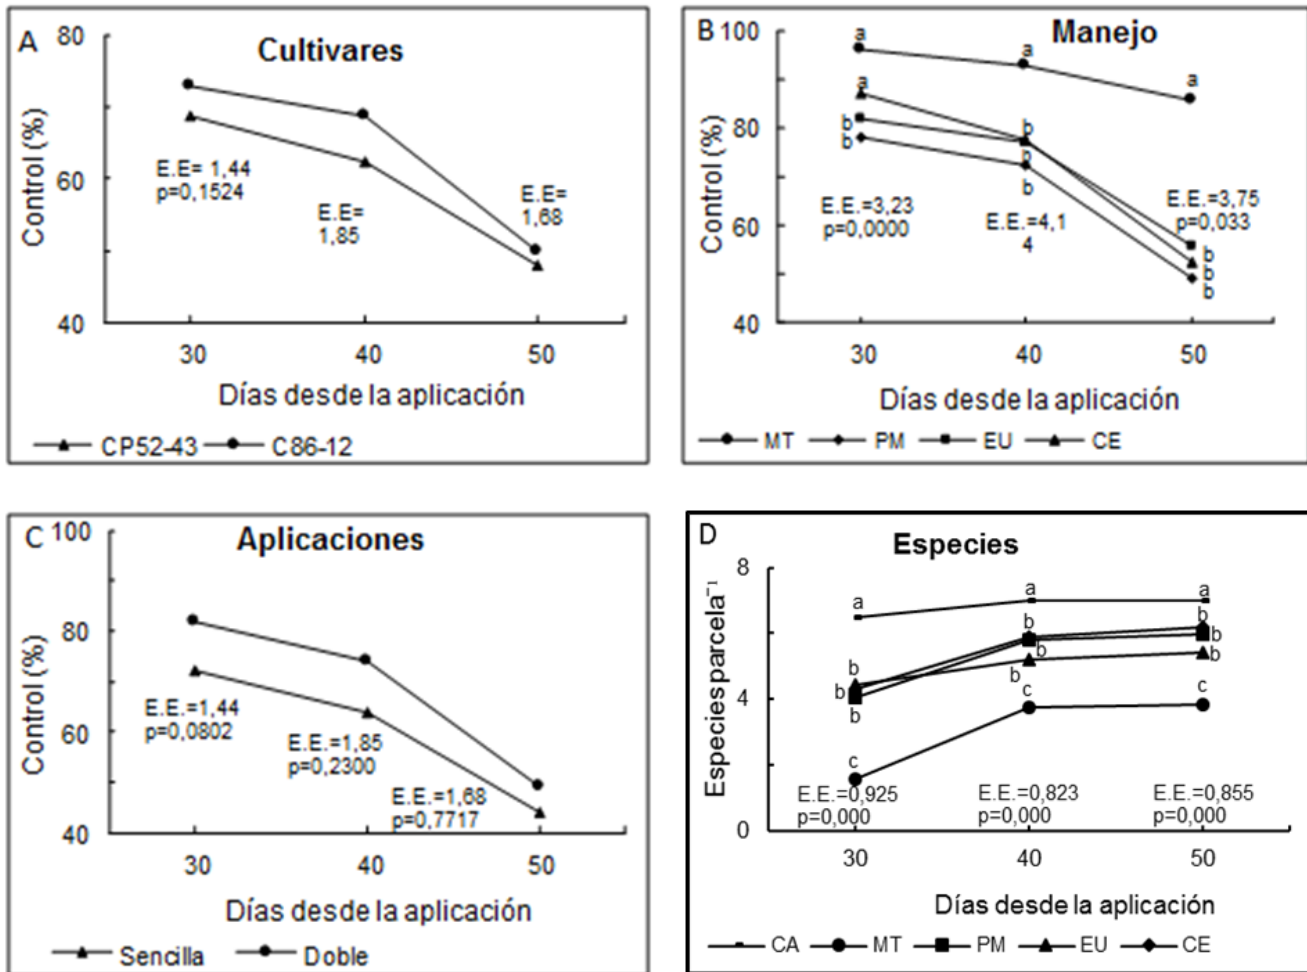 A
Cultivares
80
60
40
Control (%)
E.E= 1,44
p=0,1524
E.E=
1,85
E.E=
1,68
30 40 50
Días desde la aplicación
CP52-43 C86-12
B
Manejo
100
80
60
40
Control (%)
a
a
a
a
b
b
b
b
b
b
b
b
E.E.=3,23
p=0,0000
E.E.=4,1
4
E.E.=3,75
p=0,033
30 40 50
Días desde la aplicación
MT PM EU CE
C
Aplicaciones
100
80
60
40
Control (%)
E.E.=1,44
p=0,0802
E.E.=1,85
p=0,2300
E.E.=1,68
p=0,7717
30 40 50
Días desde la aplicación
Sencilla Doble
D
Especies
8
4
0
Especies parcela⁻¹
a a a
b b b
b b b
b b b
c c c
E.E.=0,925
p=0,000
E.E.=0,823
p=0,000
E.E.=0,855
p=0,000
30 40 50
Días desde la aplicación
CA MT PM EU CE